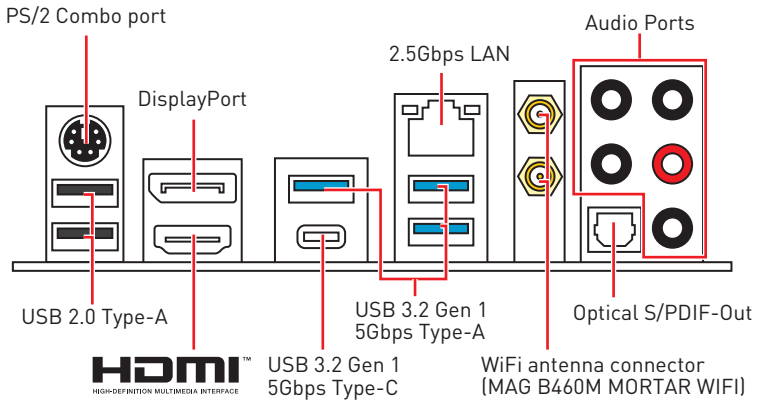 PS/2 Combo port
Audio Ports
2.5Gbps LAN
DisplayPort
USB 2.0 Type-A
USB 3.2 Gen 1
5Gbps Type-A
Optical S/PDIF-Out
HDMI™
HIGH-DEFINITION MULTIMEDIA INTERFACE
USB 3.2 Gen 1
5Gbps Type-C
WiFi antenna connector
(MAG B460M MORTAR WIFI)